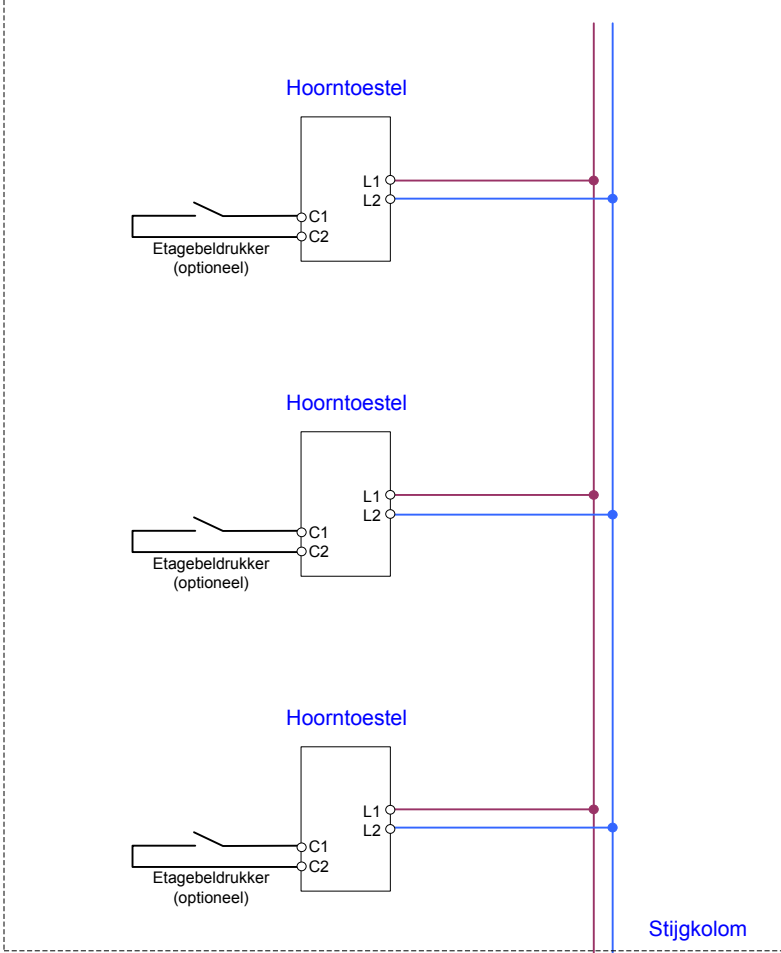 Hoorntoestel
L1
L2
C1
C2
Etagebeldrukker
(optioneel)
Hoorntoestel
L1
L2
C1
C2
Etagebeldrukker
(optioneel)
Hoorntoestel
L1
L2
C1
C2
Etagebeldrukker
(optioneel)
Stijgkolom